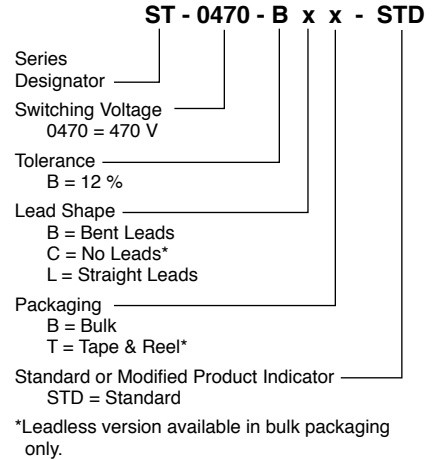 ST - 0470 - B x x - STD
Series
Designator
Switching Voltage
0470 = 470 V
Tolerance
B = 12 %
Lead Shape
B = Bent Leads
C = No Leads*
L = Straight Leads
Packaging
B = Bulk
T = Tape & Reel*
Standard or Modified Product Indicator
STD = Standard
*Leadless version available in bulk packaging
only.